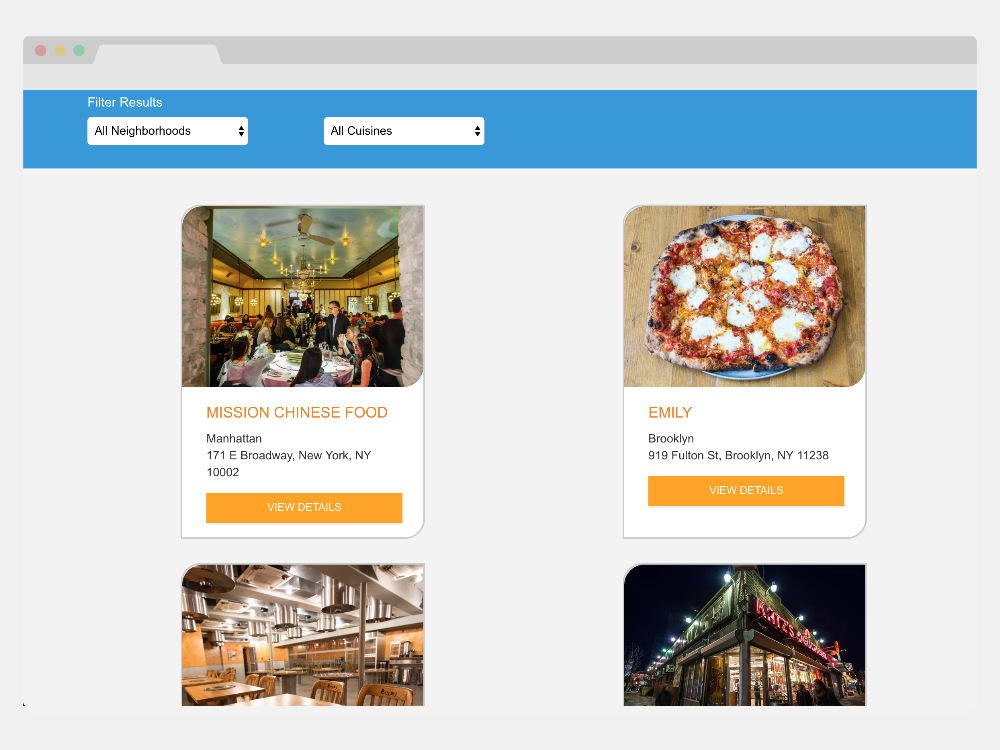 Filter Results
All Neighborhoods
All Cuisines
MISSION CHINESE FOOD
Manhattan
171 E Broadway, New York, NY
10002
VIEW DETAILS
EMILY
Brooklyn
919 Fulton St, Brooklyn, NY 11238
VIEW DETAILS
KATZ'S